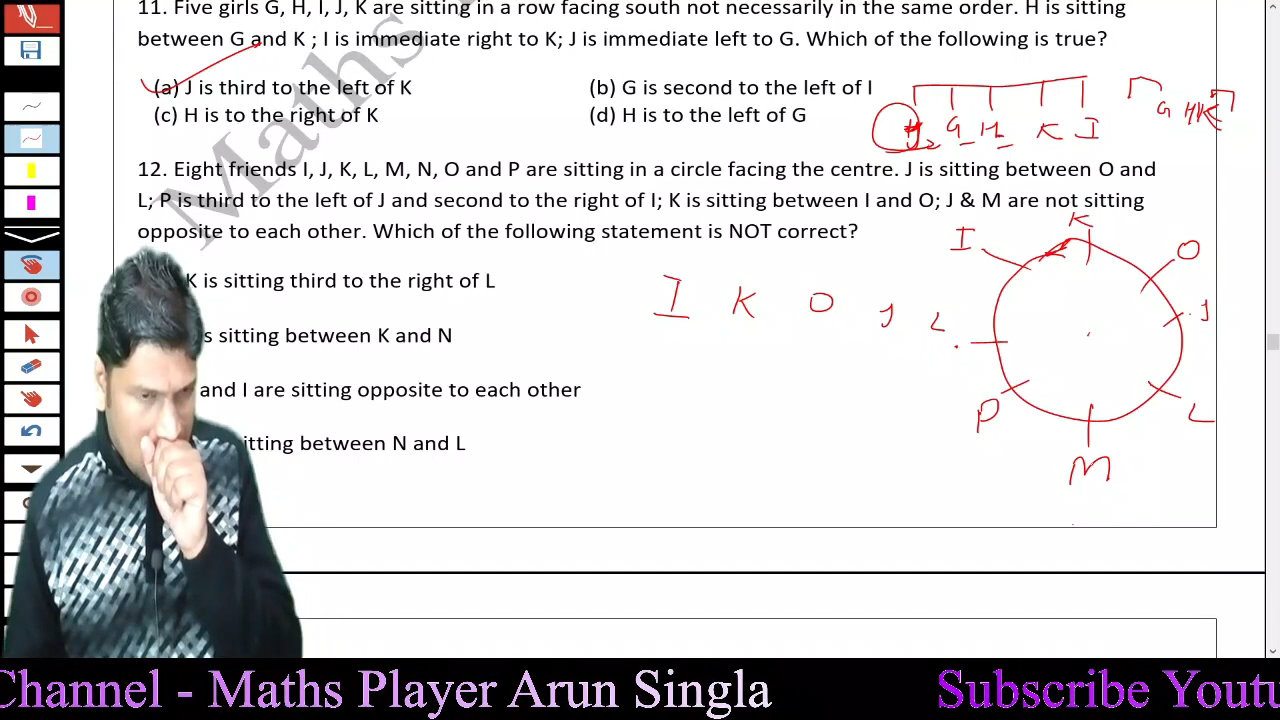 11. Five girls G, H, I, J, K are sitting in a row facing south not necessarily in the same order. H is sitting
between G and K ; I is immediate right to K; J is immediate left to G. Which of the following is true?
(a) J is third to the left of K (b) G is second to the left of I
(c) H is to the right of K (d) H is to the left of G
G H K
G H K I
12. Eight friends I, J, K, L, M, N, O and P are sitting in a circle facing the centre. J is sitting between O and
L; P is third to the left of J and second to the right of I; K is sitting between I and O; J & M are not sitting
opposite to each other. Which of the following statement is NOT correct?
K is sitting third to the right of L
s sitting between K and N
and I are sitting opposite to each other
itting between N and L
I K O J L
K
I O
J
P L
M
Maths
Channel - Maths Player Arun Singla Subscribe Youtu